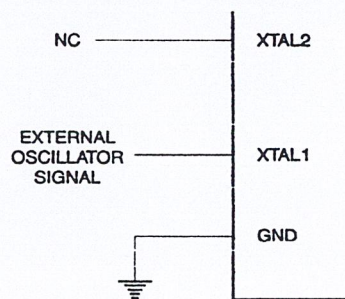 NC
XTAL2
EXTERNAL
OSCILLATOR
SIGNAL
XTAL1
GND